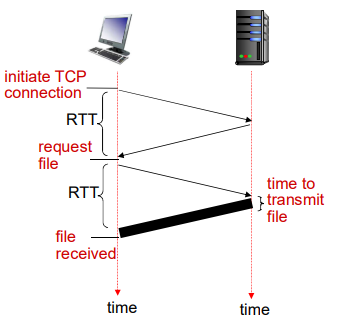 initiate TCP
connection
RTT
request
file
RTT
time to
transmit
file
file
received
time
time